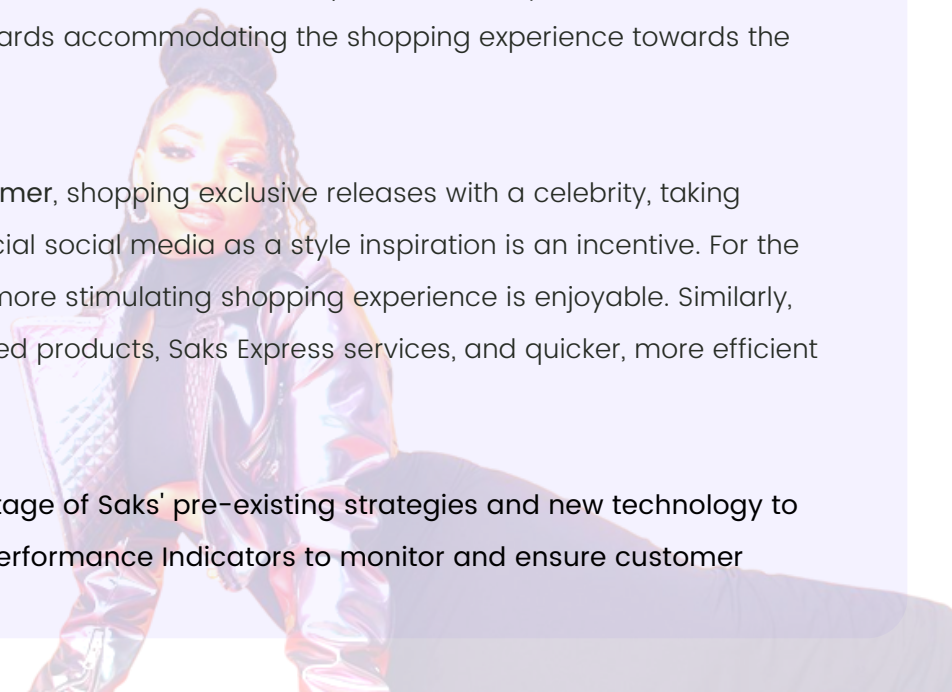 ards accommodating the shopping experience towards the
mer, shopping exclusive releases with a celebrity, taking
cial social media as a style inspiration is an incentive. For the
more stimulating shopping experience is enjoyable. Similarly,
ed products, Saks Express services, and quicker, more efficient
tage of Saks' pre-existing strategies and new technology to
erformance Indicators to monitor and ensure customer